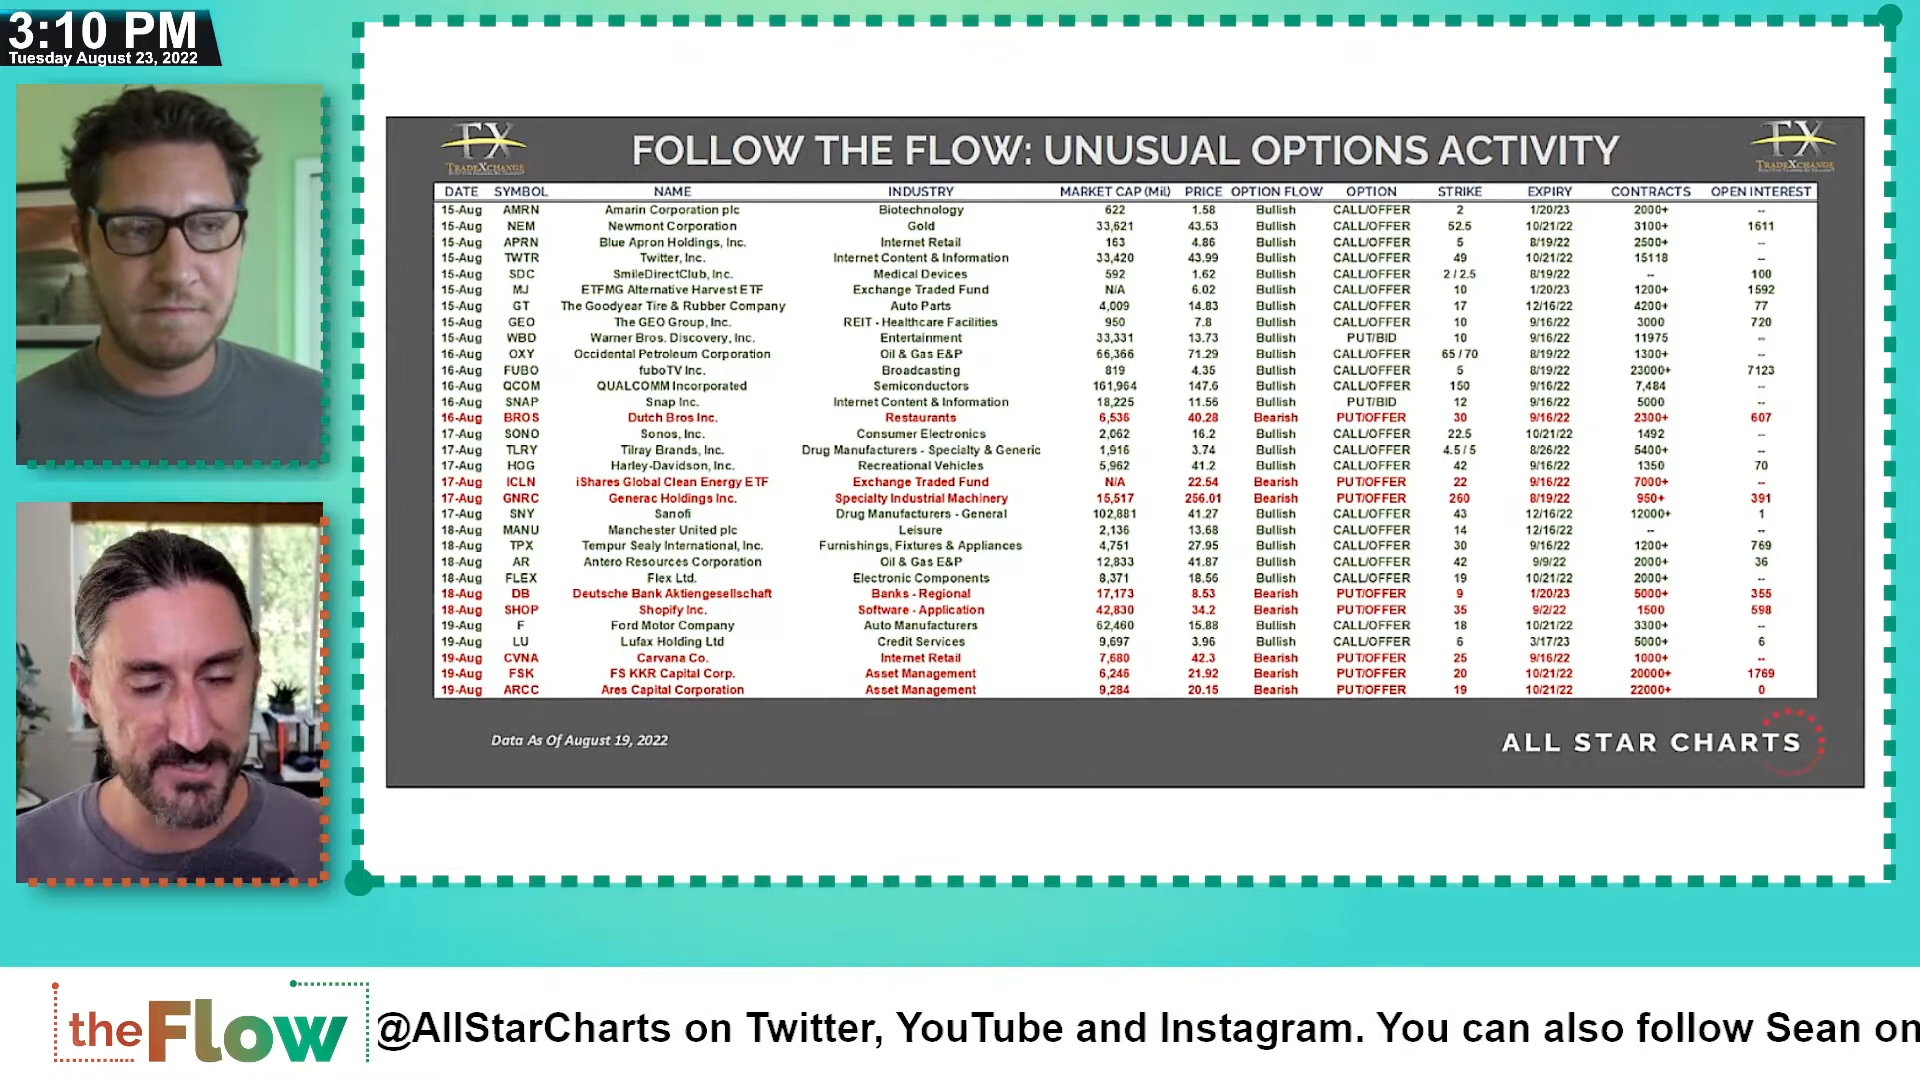 3:10 PM
Tuesday August 23, 2022
TX
TRADEXCHANGE
FOLLOW THE FLOW: UNUSUAL OPTIONS ACTIVITY
TX
TRADEXCHANGE
DATE SYMBOL NAME INDUSTRY MARKET CAP (Mil) PRICE OPTION FLOW OPTION STRIKE EXPIRY CONTRACTS OPEN INTEREST
15-Aug AMRN Amarin Corporation plc Biotechnology 622 1.58 Bullish CALL/OFFER 2 1/20/23 2000+ --
15-Aug NEM Newmont Corporation Gold 33,621 43.53 Bullish CALL/OFFER 52.5 10/21/22 3100+ 1611
15-Aug APRN Blue Apron Holdings, Inc. Internet Retail 163 4.86 Bullish CALL/OFFER 5 8/19/22 2500+ --
15-Aug TWTR Twitter, Inc. Internet Content & Information 33,420 43.99 Bullish CALL/OFFER 49 10/21/22 15118 --
15-Aug SDC SmileDirectClub, Inc. Medical Devices 592 1.62 Bullish CALL/OFFER 2 / 2.5 8/19/22 -- 100
15-Aug MJ ETFMG Alternative Harvest ETF Exchange Traded Fund N/A 6.02 Bullish CALL/OFFER 10 1/20/23 1200+ 1592
15-Aug GT The Goodyear Tire & Rubber Company Auto Parts 4,009 14.83 Bullish CALL/OFFER 17 12/16/22 4200+ 77
15-Aug GEO The GEO Group, Inc. REIT - Healthcare Facilities 950 7.8 Bullish CALL/OFFER 10 9/16/22 3000 720
15-Aug WBD Warner Bros. Discovery, Inc. Entertainment 33,331 13.73 Bullish PUT/BID 10 9/16/22 11975 --
16-Aug OXY Occidental Petroleum Corporation Oil & Gas E&P 66,366 71.29 Bullish CALL/OFFER 65 / 70 8/19/22 1300+ --
16-Aug FUBO fuboTV Inc. Broadcasting 819 4.35 Bullish CALL/OFFER 5 8/19/22 23000+ 7123
16-Aug QCOM QUALCOMM Incorporated Semiconductors 161,964 147.6 Bullish CALL/OFFER 150 9/16/22 7,484 --
16-Aug SNAP Snap Inc. Internet Content & Information 18,225 11.56 Bullish PUT/BID 12 9/16/22 5000 --
16-Aug BROS Dutch Bros Inc. Restaurants 6,536 40.28 Bearish PUT/OFFER 30 9/16/22 2300+ 607
17-Aug SONO Sonos, Inc. Consumer Electronics 2,062 16.2 Bullish CALL/OFFER 22.5 10/21/22 1492 --
17-Aug TLRY Tilray Brands, Inc. Drug Manufacturers - Specialty & Generic 1,916 3.74 Bullish CALL/OFFER 4.5 / 5 8/26/22 5400+ --
17-Aug HOG Harley-Davidson, Inc. Recreational Vehicles 5,962 41.2 Bullish CALL/OFFER 42 9/16/22 1350 70
17-Aug ICLN iShares Global Clean Energy ETF Exchange Traded Fund N/A 22.54 Bearish PUT/OFFER 22 9/16/22 7000+ --
17-Aug GNRC Generac Holdings Inc. Specialty Industrial Machinery 15,517 256.01 Bearish PUT/OFFER 260 8/19/22 950+ 391
17-Aug SNY Sanofi Drug Manufacturers - General 102,881 41.27 Bullish CALL/OFFER 43 12/16/22 12000+ 1
18-Aug MANU Manchester United plc Leisure 2,136 13.68 Bullish CALL/OFFER 14 12/16/22 -- --
18-Aug TPX Tempur Sealy International, Inc. Furnishings, Fixtures & Appliances 4,751 27.95 Bullish CALL/OFFER 30 9/16/22 1200+ 769
18-Aug AR Antero Resources Corporation Oil & Gas E&P 12,833 41.87 Bullish CALL/OFFER 42 9/9/22 2000+ 36
18-Aug FLEX Flex Ltd. Electronic Components 8,371 18.56 Bullish CALL/OFFER 19 10/21/22 2000+ --
18-Aug DB Deutsche Bank Aktiengesellschaft Banks - Regional 17,173 8.53 Bearish PUT/OFFER 9 1/20/23 5000+ 355
18-Aug SHOP Shopify Inc. Software - Application 42,830 34.2 Bearish PUT/OFFER 35 9/2/22 1500 598
19-Aug F Ford Motor Company Auto Manufacturers 62,460 15.88 Bullish CALL/OFFER 18 10/21/22 3300+ --
19-Aug LU Lufax Holding Ltd Credit Services 9,697 3.96 Bullish CALL/OFFER 6 3/17/23 5000+ 6
19-Aug CVNA Carvana Co. Internet Retail 7,680 42.3 Bearish PUT/OFFER 25 9/16/22 1000+ --
19-Aug FSK FS KKR Capital Corp. Asset Management 6,246 21.92 Bearish PUT/OFFER 20 10/21/22 20000+ 1769
19-Aug ARCC Ares Capital Corporation Asset Management 9,284 20.15 Bearish PUT/OFFER 19 10/21/22 22000+ 0
Data As Of August 19, 2022
ALL STAR CHARTS
theFlow
@AllStarCharts on Twitter, YouTube and Instagram. You can also follow Sean on